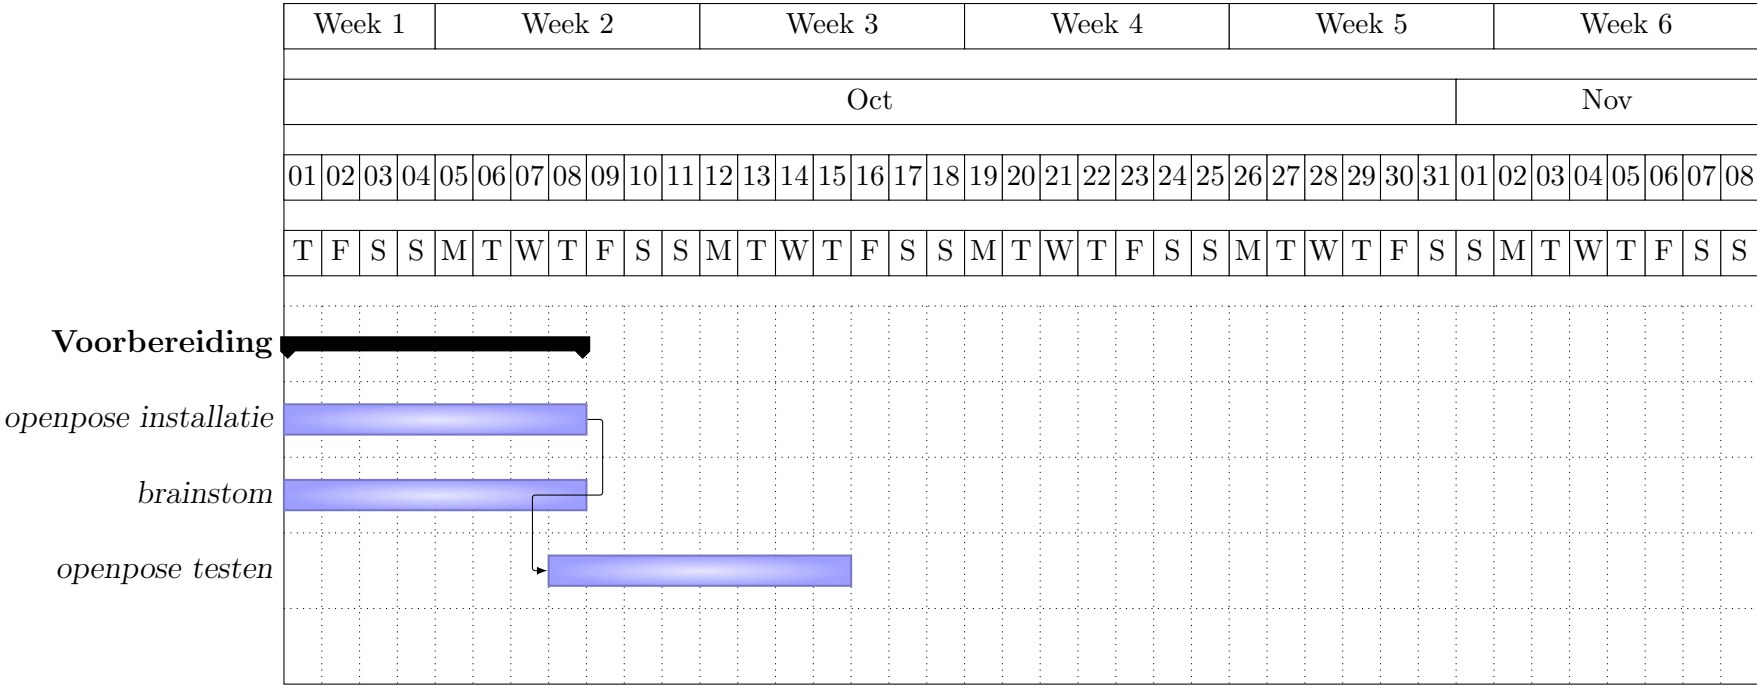 Week 1 Week 2 Week 3 Week 4 Week 5 Week 6
Oct Nov
01 02 03 04 05 06 07 08 09 10 11 12 13 14 15 16 17 18 19 20 21 22 23 24 25 26 27 28 29 30 31 01 02 03 04 05 06 07 08
T F S S M T W T F S S M T W T F S S M T W T F S S M T W T F S S M T W T F S S
Voorbereiding
openpose installatie
brainstom
openpose testen